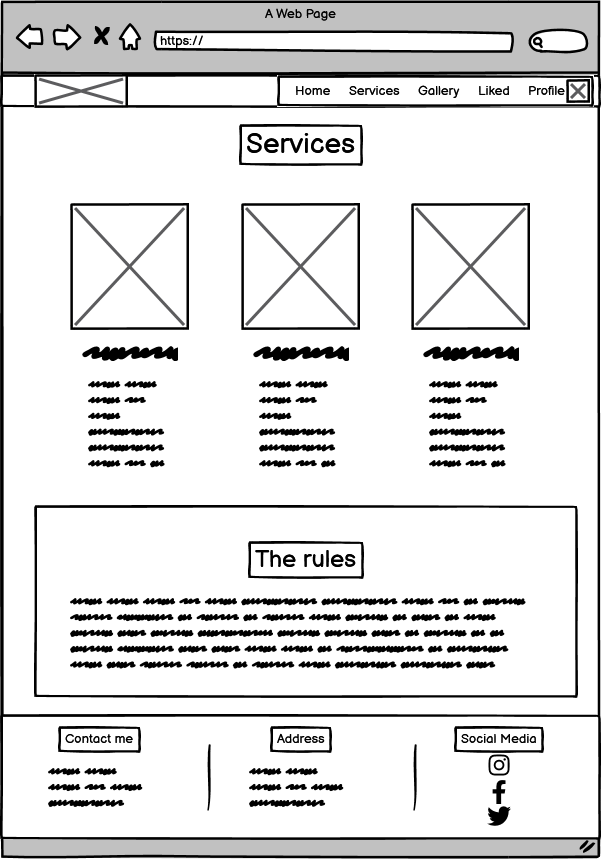 A Web Page
https://
Home Services Gallery Liked Profile
Services
The rules
Contact me Address Social Media